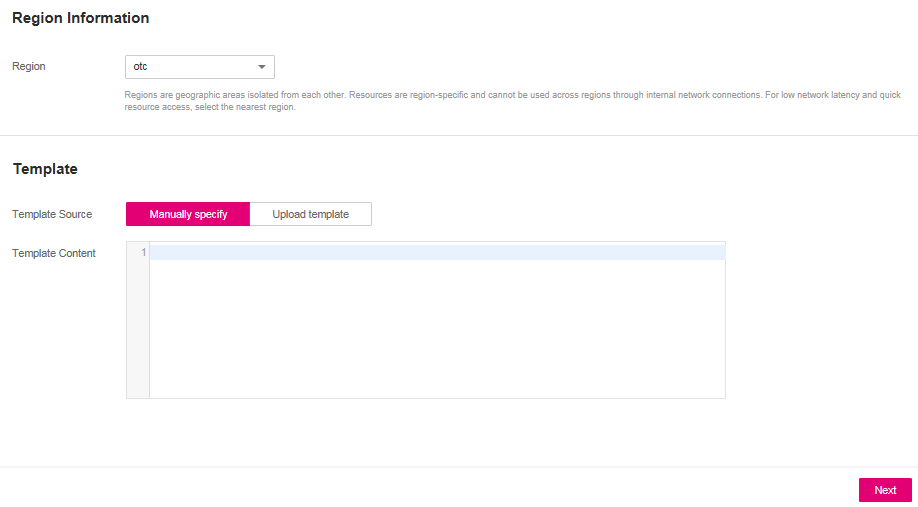 Region Information
Region
otc
Regions are geographic areas isolated from each other. Resources are region-specific and cannot be used across regions through internal network connections. For low network latency and quick
resource access, select the nearest region.
Template
Template Source
Manually specify
Upload template
Template Content
1
Next